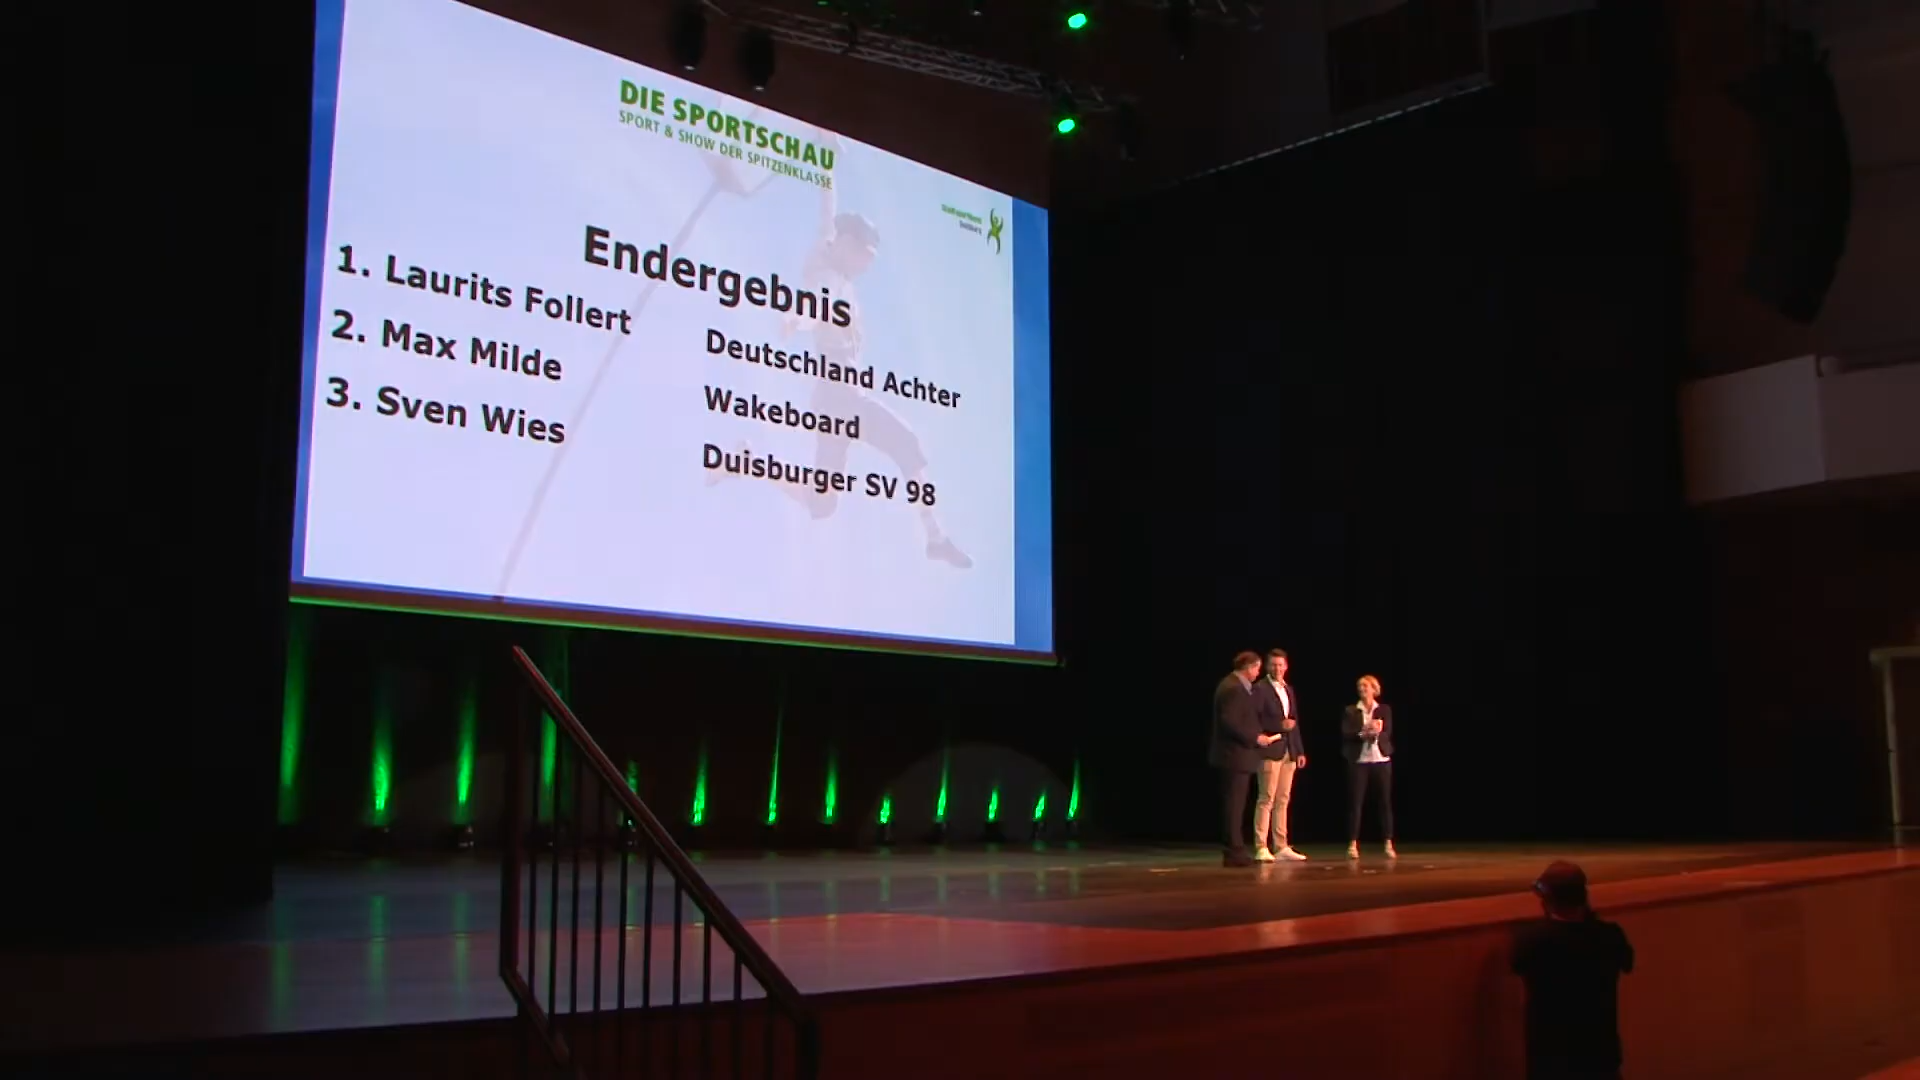 DIE SPORTSCHAU
SPORT & SHOW DER SPITZENKLASSE
Endergebnis
1. Laurits Follert Deutschland Achter
2. Max Milde Wakeboard
3. Sven Wies Duisburger SV 98